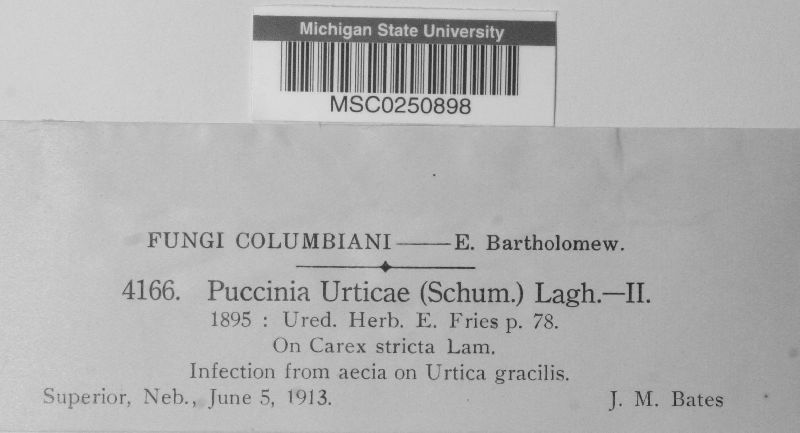 Michigan State University
MSC0250898
FUNGI COLUMBIANI——E. Bartholomew.
4166. Puccinia Urticae (Schum.) Lagh.—II.
1895 : Ured. Herb. E. Fries p. 78.
On Carex stricta Lam.
Infection from aecia on Urtica gracilis.
Superior, Neb., June 5, 1913. J. M. Bates